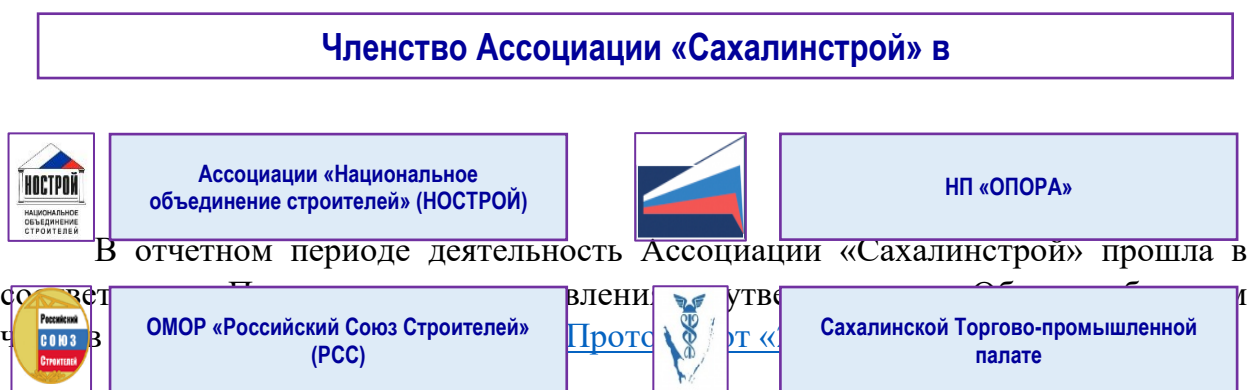 Членство Ассоциации «Сахалинстрой» в
НОСТРОЙ
НАЦИОНАЛЬНОЕ
ОБЪЕДИНЕНИЕ
СТРОИТЕЛЕЙ
Ассоциации «Национальное
объединение строителей» (НОСТРОЙ)
НП «ОПОРА»
В отчетном периоде деятельность Ассоциации «Сахалинстрой» прошла в
Российский
СОЮЗ
Строителей
ОМОР «Российский Союз Строителей»
(РСС)
от «
Сахалинской Торгово-промышленной
палате